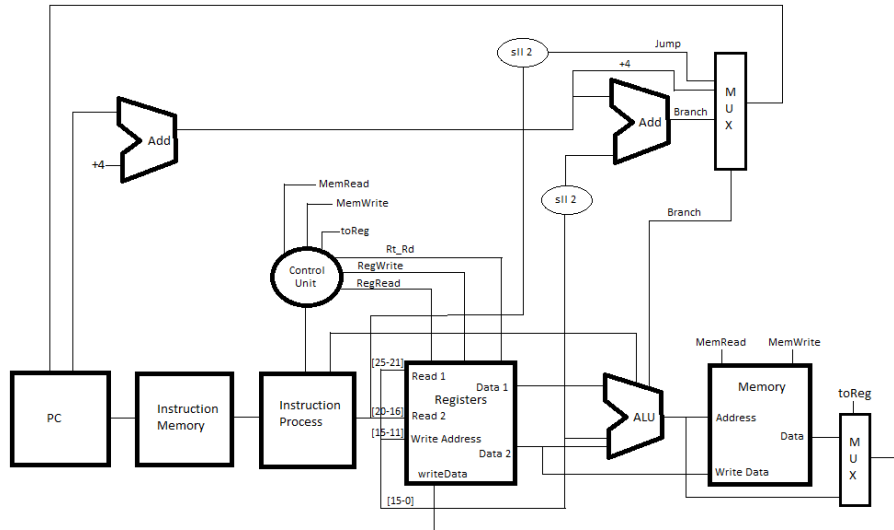 sll 2
Jump
+4
M
U
X
Add
Branch
Add
+4
sll 2
MemRead
MemWrite
toReg
Branch
Rt_Rd
Control
Unit
RegWrite
RegRead
MemRead
MemWrite
[25-21]
Read 1
Data 1
Registers
Memory
toReg
PC
Instruction
Memory
Instruction
Process
[20-16]
Read 2
ALU
Address
[15-11]
Write Address
Data
M
U
X
Data 2
writeData
Write Data
[15-0]